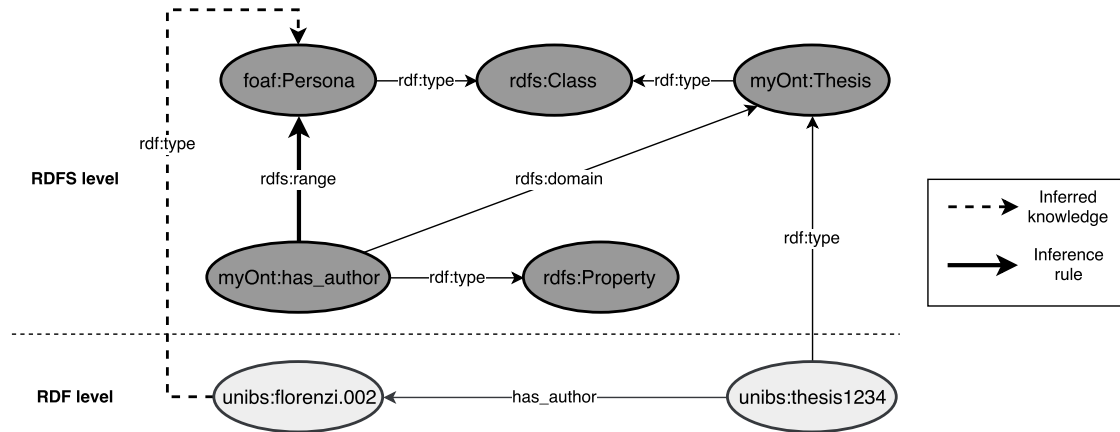 foaf:Persona
rdf:type
rdfs:Class
rdf:type
myOnt:Thesis
rdf:type
RDFS level
rdfs:range
rdfs:domain
Inferred
knowledge
rdf:type
Inference
rule
myOnt:has_author
rdf:type
rdfs:Property
RDF level
unibs:florenzi.002
has_author
unibs:thesis1234